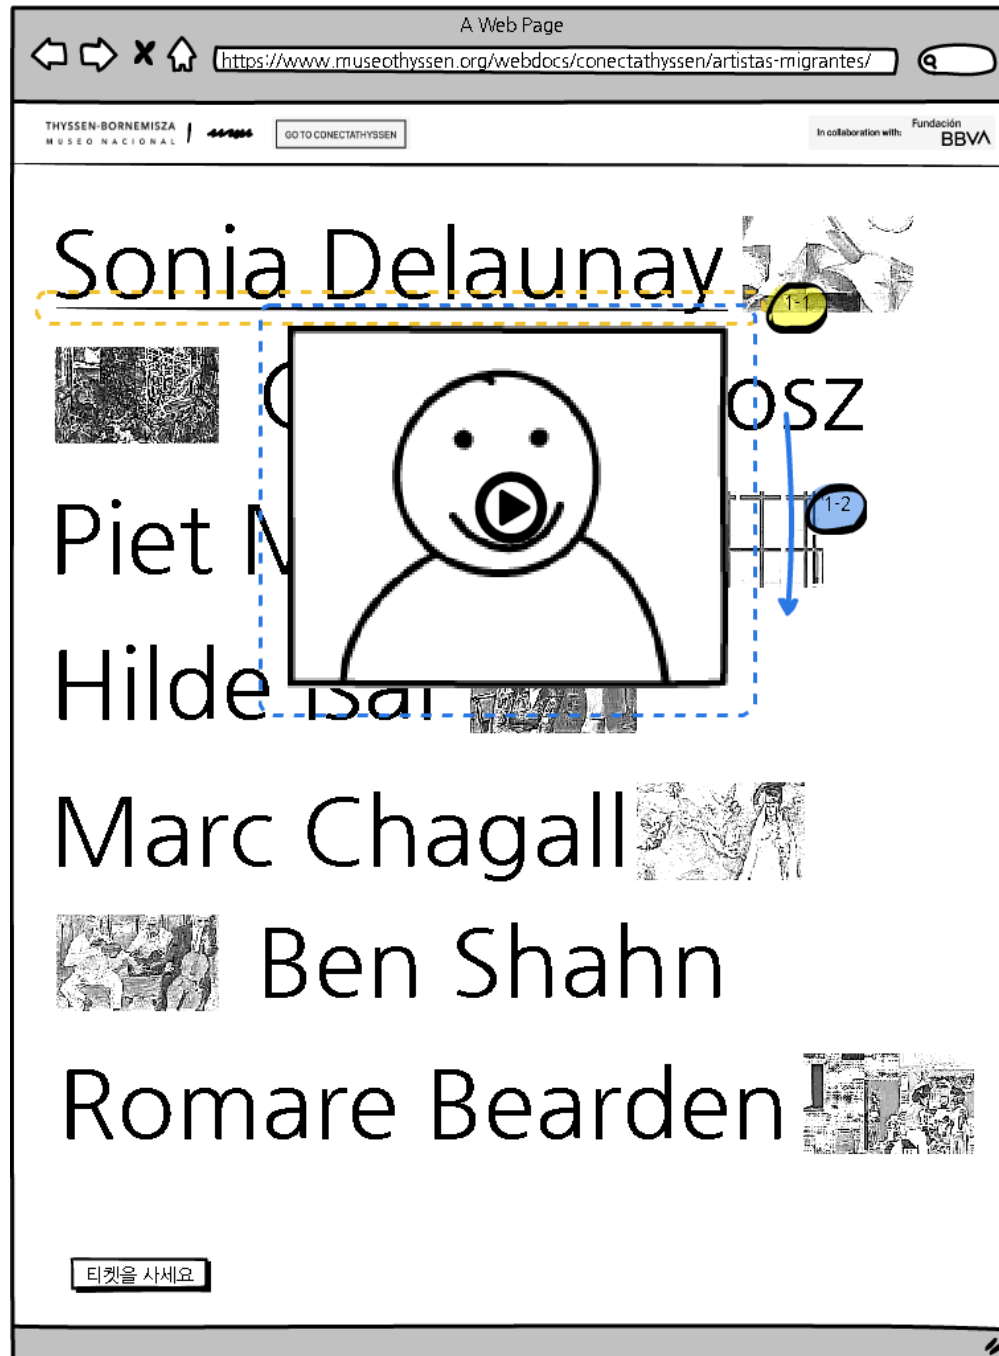 A Web Page
https://www.museothyssen.org/webdocs/conectathyssen/artistas-migrantes/
THYSSEN-BORNEMISZA
MUSEO NACIONAL
GO TO CONECTATHYSSEN
In collaboration with:
Fundación
BBVA
Sonia Delaunay
1-1
osz
Piet
1-2
Hilde
Marc Chagall
Ben Shahn
Romare Bearden
티켓을 사세요